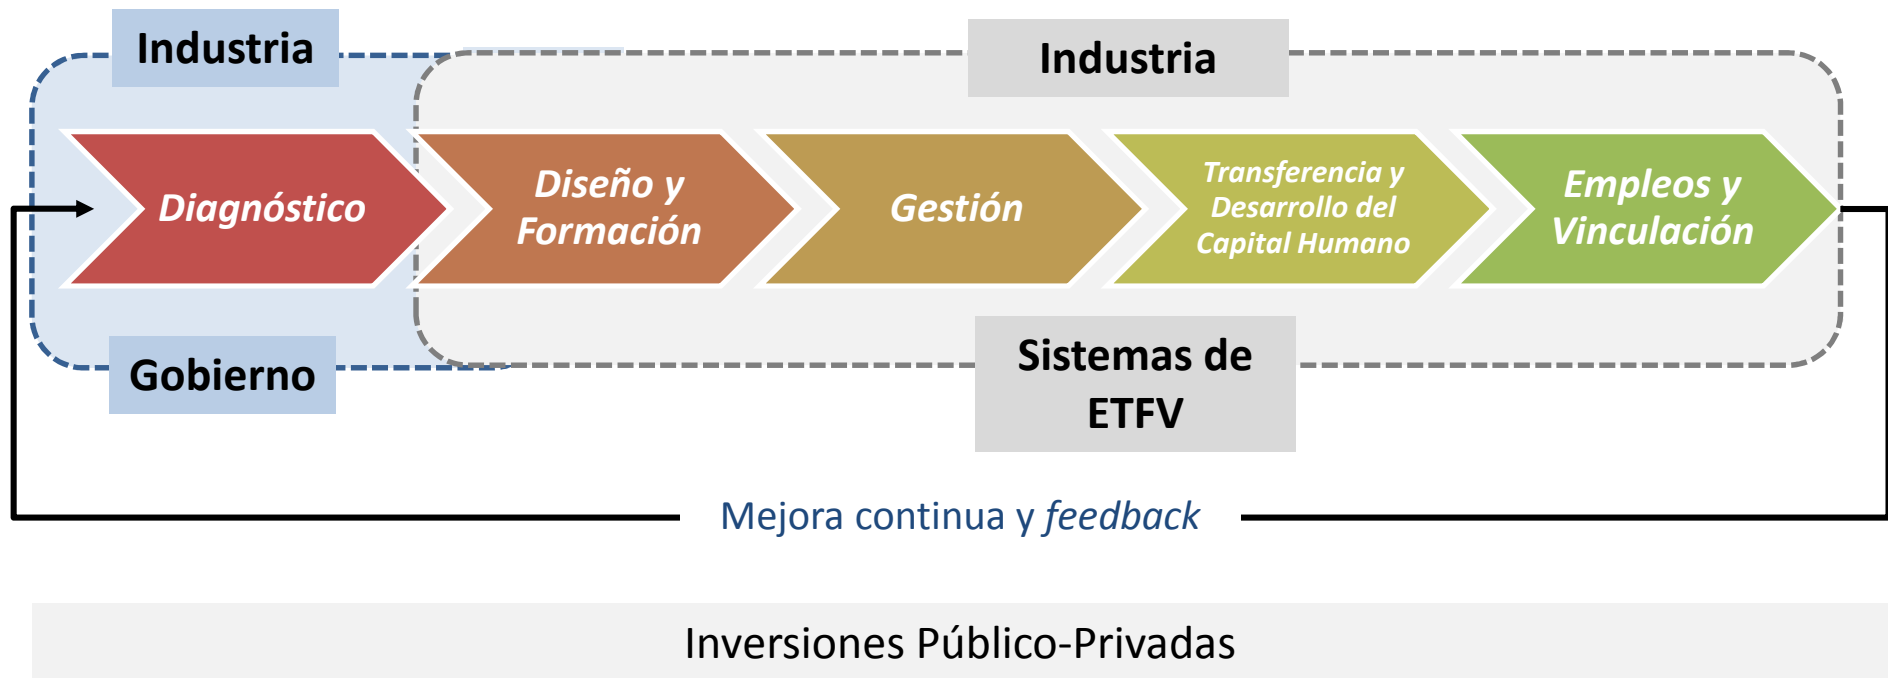 Industria
Industria
Diagnóstico
Diseño y
Formación
Gestión
Transferencia y
Desarrollo del
Capital Humano
Empleos y
Vinculación
Gobierno
Sistemas de
ETFV
Mejora continua y feedback
Inversiones Público-Privadas